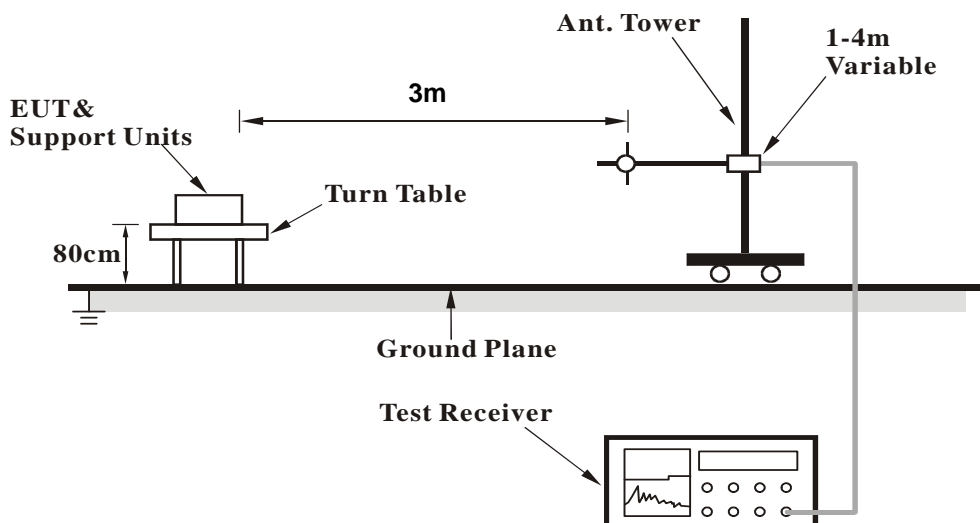 Ant. Tower
1-4m
Variable
3m
EUT&
Support Units
Turn Table
80cm
Ground Plane
Test Receiver